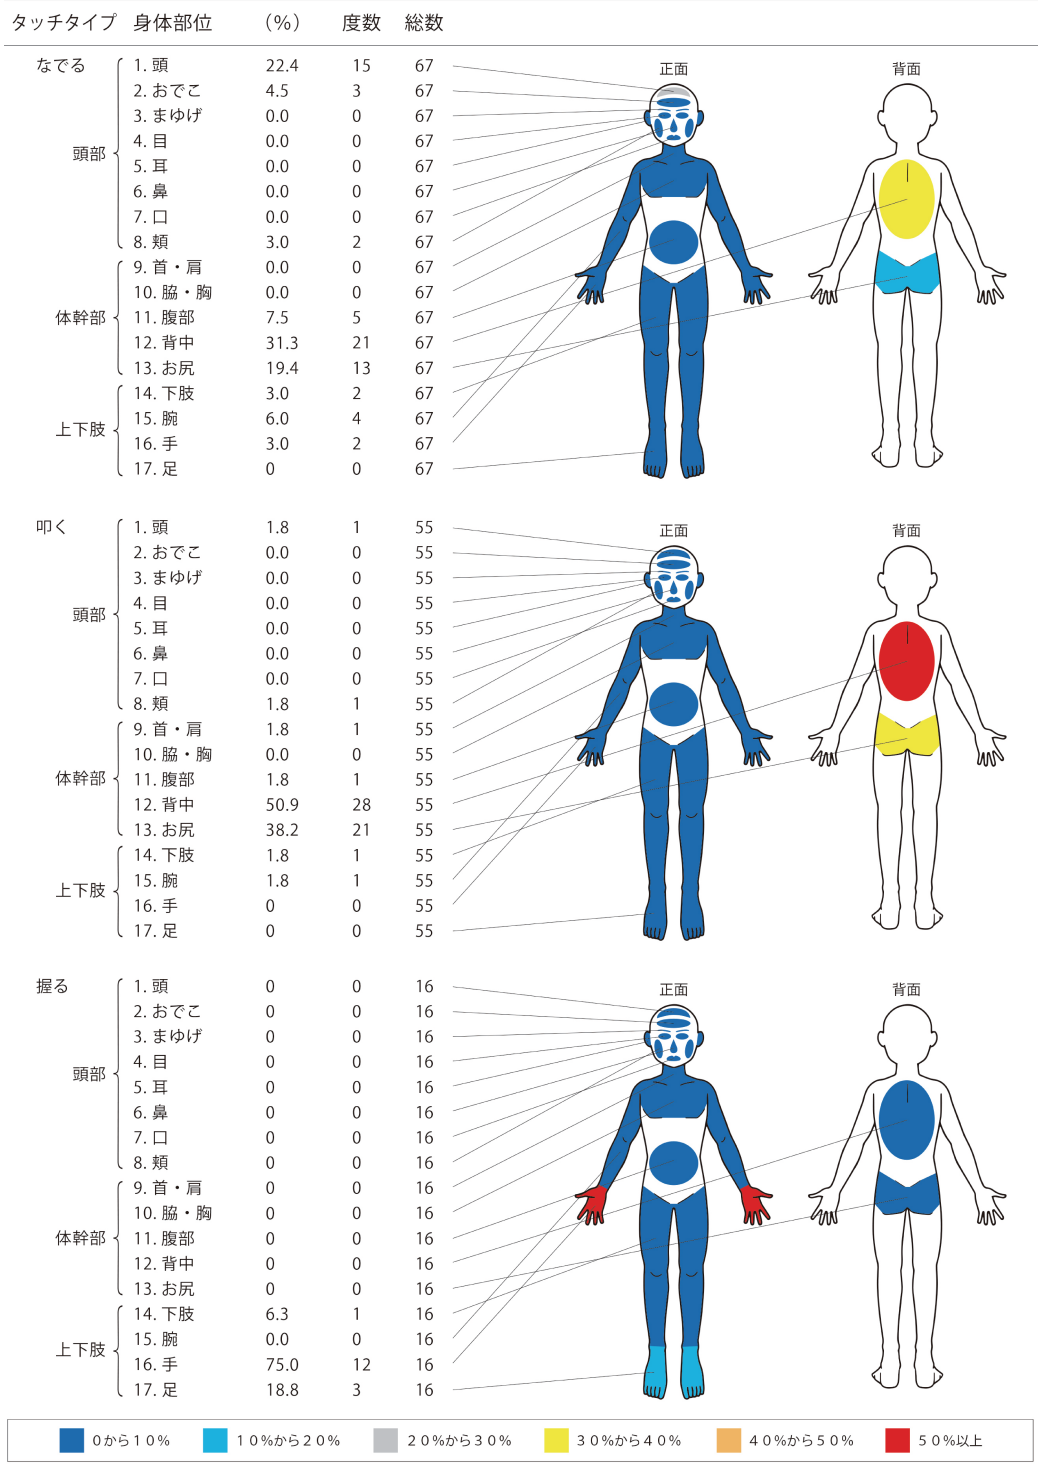 タッチタイプ 身体部位 （%） 度数 総数
なでる 1. 頭 22.4 15 67 正面 背面
2. おでこ 4.5 3 67
3. まゆげ 0.0 0 67
4. 目 0.0 0 67
頭部
5. 耳 0.0 0 67
6. 鼻 0.0 0 67
7. 口 0.0 0 67
8. 頬 3.0 2 67
9. 首・肩 0.0 0 67
10. 脇・胸 0.0 0 67
体幹部 11. 腹部 7.5 5 67
12. 背中 31.3 21 67
13. お尻 19.4 13 67
14. 下肢 3.0 2 67
15. 腕 6.0 4 67
上下肢
16. 手 3.0 2 67
17. 足 0 0 67
叩く 1. 頭 1.8 1 55 正面 背面
2. おでこ 0.0 0 55
3. まゆげ 0.0 0 55
4. 目 0.0 0 55
頭部
5. 耳 0.0 0 55
6. 鼻 0.0 0 55
7. 口 0.0 0 55
8. 頬 1.8 1 55
9. 首・肩 1.8 1 55
10. 脇・胸 0.0 0 55
体幹部 11. 腹部 1.8 1 55
12. 背中 50.9 28 55
13. お尻 38.2 21 55
14. 下肢 1.8 1 55
15. 腕 1.8 1 55
上下肢
16. 手 0 0 55
17. 足 0 0 55
握る 1. 頭 0 0 16 正面 背面
2. おでこ 0 0 16
3. まゆげ 0 0 16
4. 目 0 0 16
頭部
5. 耳 0 0 16
6. 鼻 0 0 16
7. 口 0 0 16
8. 頬 0 0 16
9. 首・肩 0 0 16
10. 脇・胸 0 0 16
体幹部 11. 腹部 0 0 16
12. 背中 0 0 16
13. お尻 0 0 16
14. 下肢 6.3 1 16
15. 腕 0.0 0 16
上下肢
16. 手 75.0 12 16
17. 足 18.8 3 16
０から１０％ １０％から２０％ ２０％から３０％ ３０％から４０％ ４０％から５０％ ５０％以上